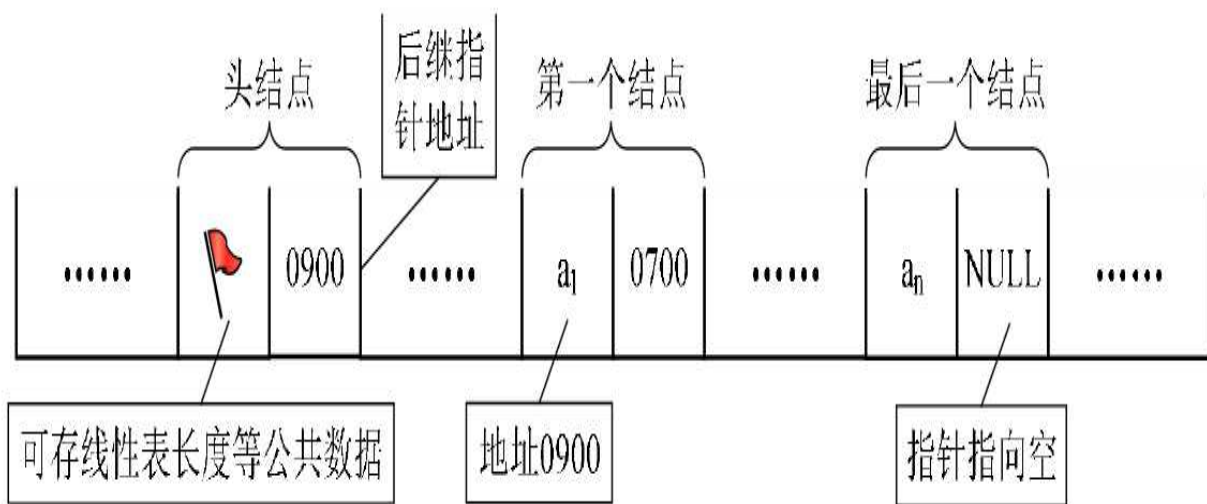 后继指
针地址
头结点
第一个结点
最后一个结点
...... 0900 ...... a₁ 0700 ...... aₙ NULL ......
可存线性表长度等公共数据
地址0900
指针指向空